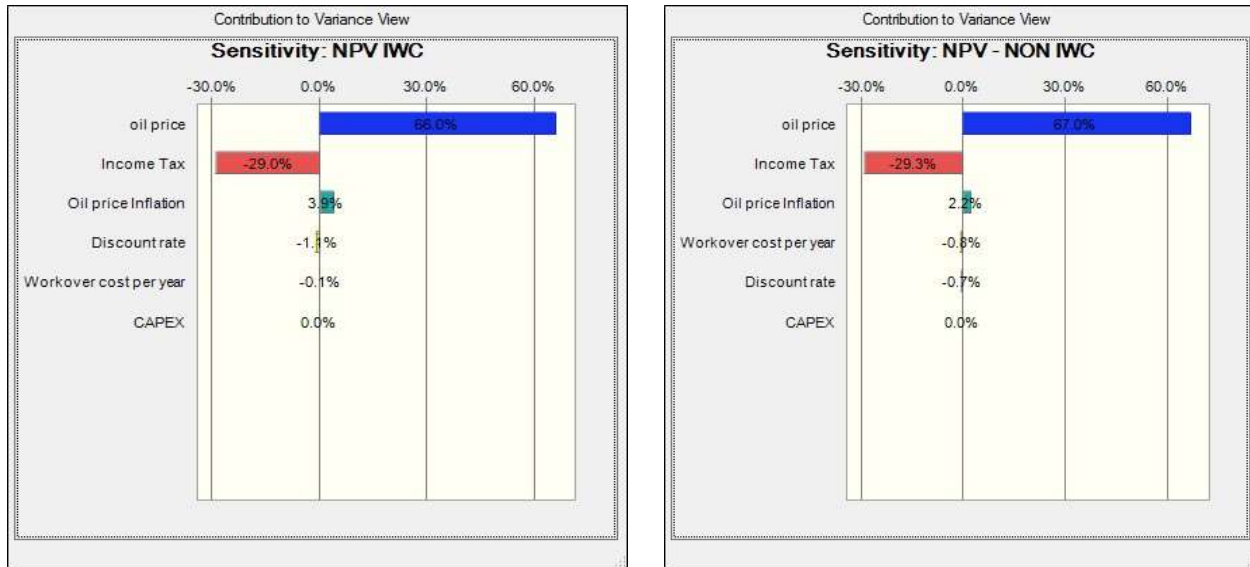 Contribution to Variance View
Sensitivity: NPV IWC
-30.0% 0.0% 30.0% 60.0%
oil price 66.0%
Income Tax -29.0%
Oil price Inflation 3.9%
Discount rate -1.1%
Workover cost per year -0.1%
CAPEX 0.0%
Contribution to Variance View
Sensitivity: NPV - NON IWC
-30.0% 0.0% 30.0% 60.0%
oil price 67.0%
Income Tax -29.3%
Oil price Inflation 2.2%
Workover cost per year -0.8%
Discount rate -0.7%
CAPEX 0.0%